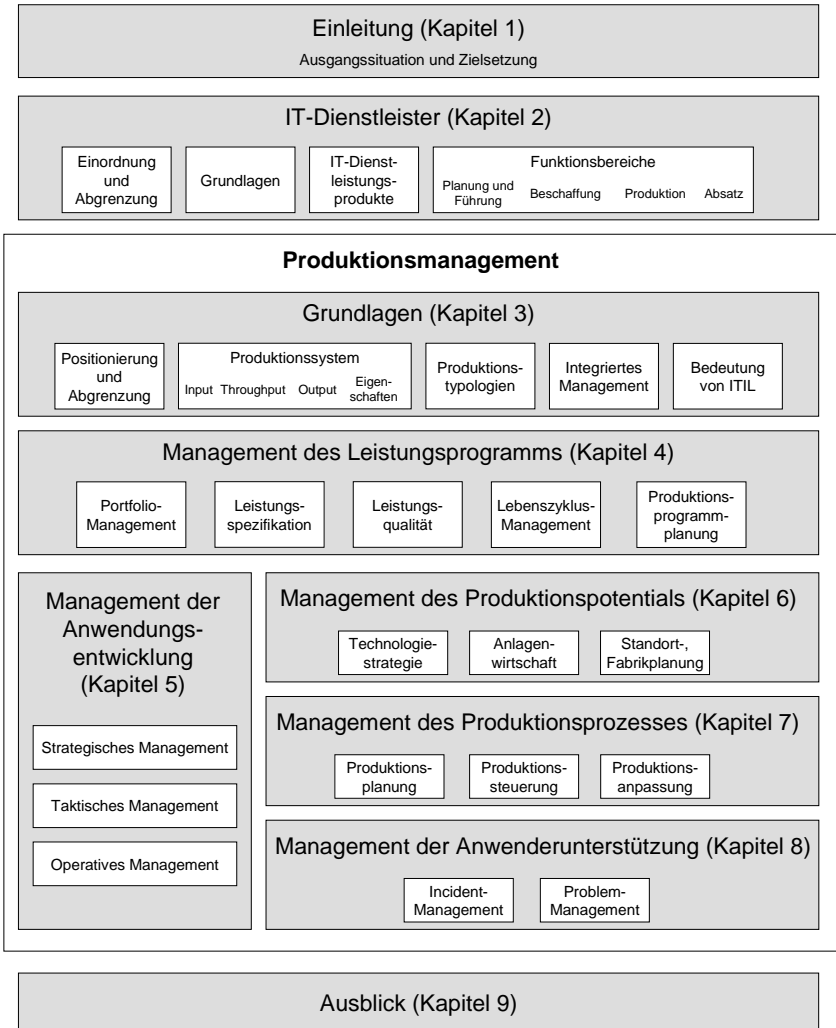 Einleitung (Kapitel 1)
Ausgangssituation und Zielsetzung
IT-Dienstleister (Kapitel 2)
Einordnung
und
Abgrenzung
Grundlagen
IT-Dienst-
leistungs-
produkte
Funktionsbereiche
Planung und
Führung
Beschaffung
Produktion
Absatz
Produktionsmanagement
Grundlagen (Kapitel 3)
Positionierung
und
Abgrenzung
Produktionssystem
Input
Throughput
Output
Eigen-
schaften
Produktions-
typologien
Integriertes
Management
Bedeutung
von ITIL
Management des Leistungsprogramms (Kapitel 4)
Portfolio-
Management
Leistungs-
spezifikation
Leistungs-
qualität
Lebenszyklus-
Management
Produktions-
programm-
planung
Management der
Anwendungs-
entwicklung
(Kapitel 5)
Strategisches Management
Taktisches Management
Operatives Management
Management des Produktionspotentials (Kapitel 6)
Technologie-
strategie
Anlagen-
wirtschaft
Standort-,
Fabrikplanung
Management des Produktionsprozesses (Kapitel 7)
Produktions-
planung
Produktions-
steuerung
Produktions-
anpassung
Management der Anwenderunterstützung (Kapitel 8)
Incident-
Management
Problem-
Management
Ausblick (Kapitel 9)